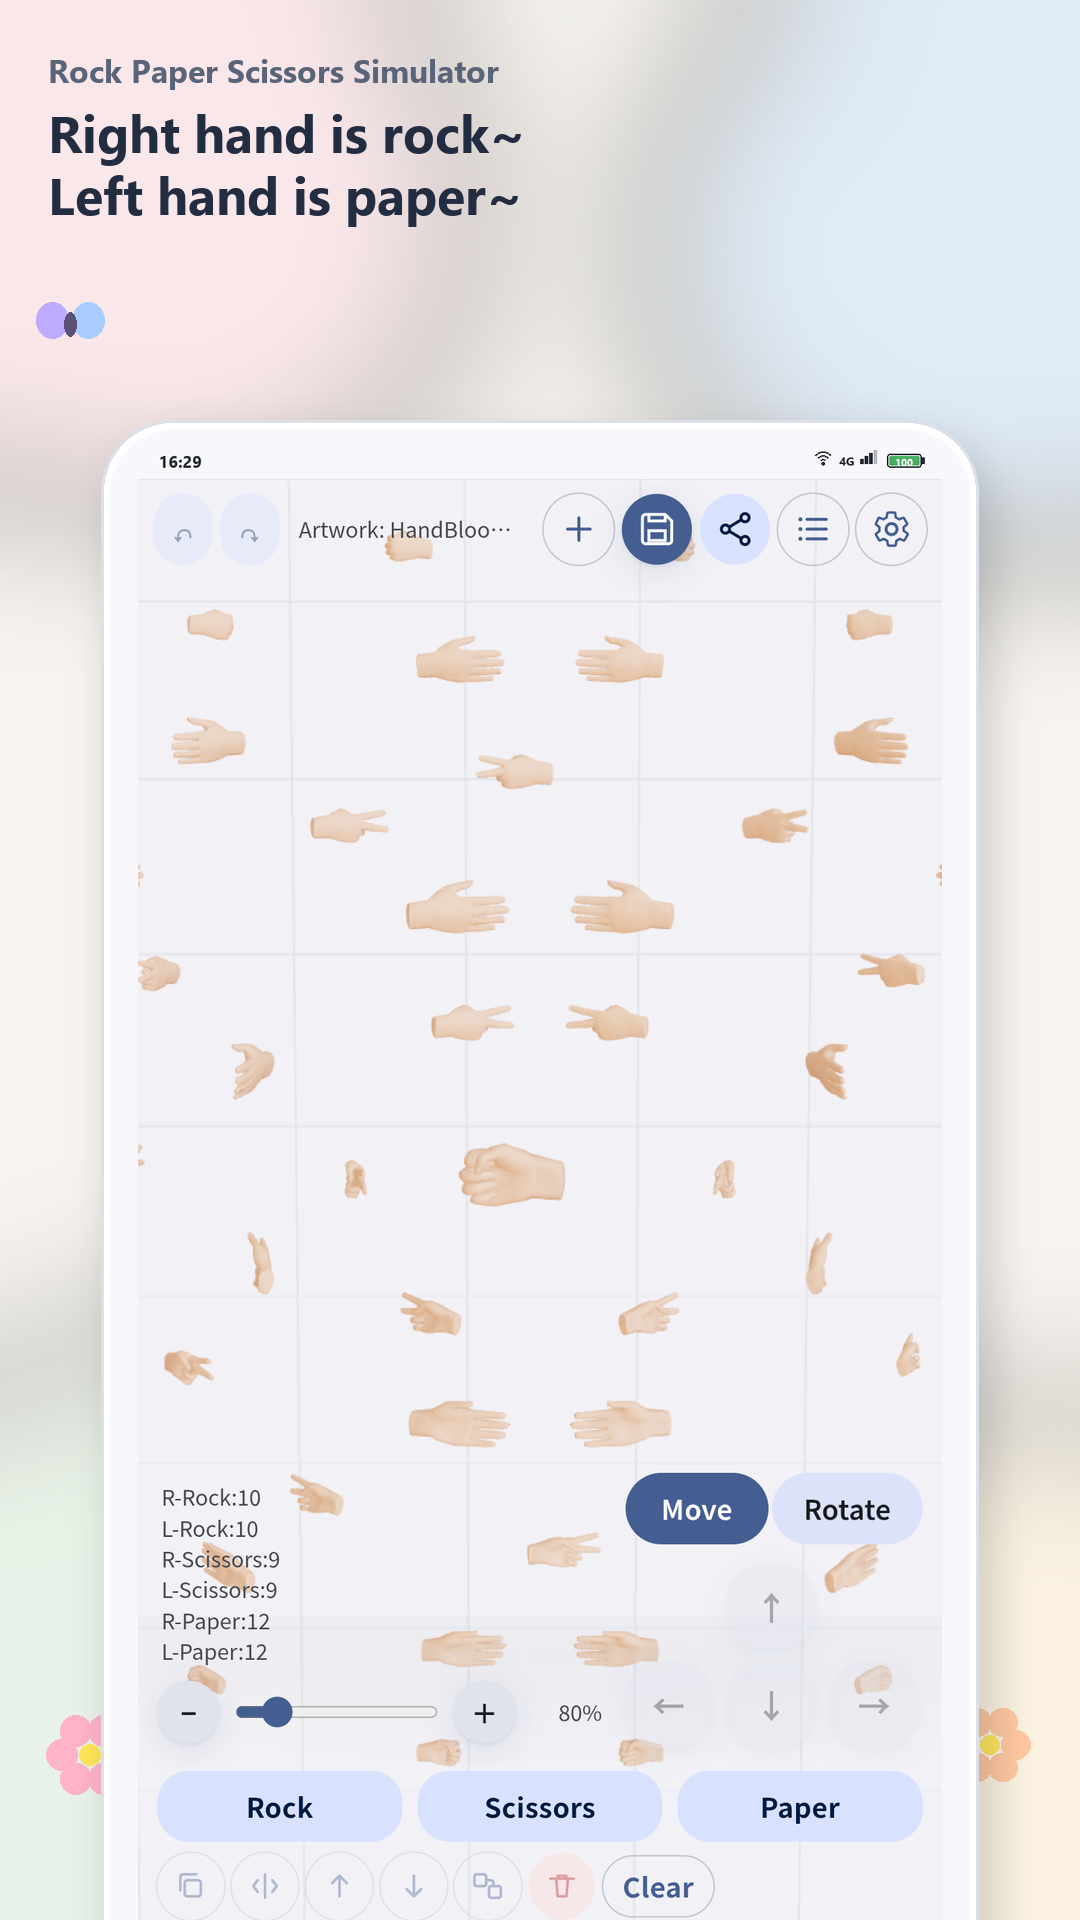 Rock Paper Scissors Simulator
Right hand is rock~
Left hand is paper~
16:29
4G
100
Artwork: HandBloo···
R-Rock:10
L-Rock:10
R-Scissors:9
L-Scissors:9
R-Paper:12
L-Paper:12
Move
Rotate
80%
Rock
Scissors
Paper
Clear